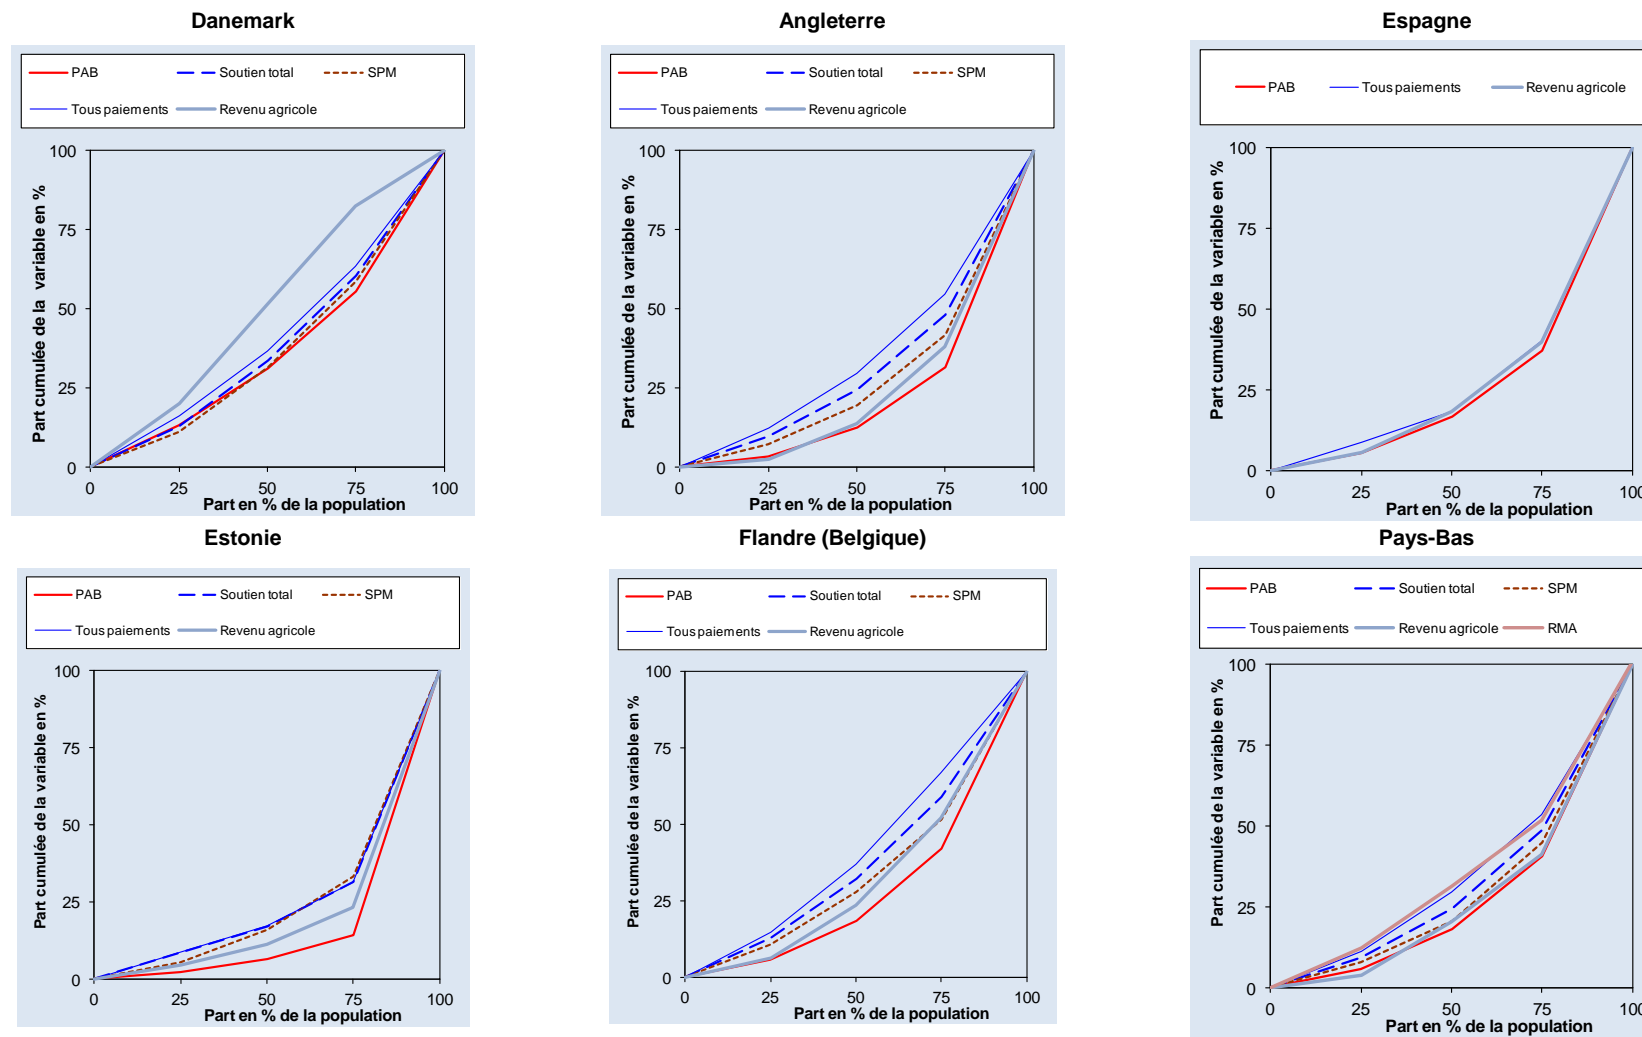 Danemark
PAB Soutien total SPM
Tous paiements Revenu agricole
Part cumulée de la variable en %
100
75
50
25
0
0 25 50 75 100
Part en % de la population
Angleterre
PAB Soutien total SPM
Tous paiements Revenu agricole
Part cumulée de la variable en %
100
75
50
25
0
0 25 50 75 100
Part en % de la population
Espagne
PAB Tous paiements Revenu agricole
Part cumulée de la variable en %
100
75
50
25
0
0 25 50 75 100
Part en % de la population
Estonie
PAB Soutien total SPM
Tous paiements Revenu agricole
Part cumulée de la variable en %
100
75
50
25
0
0 25 50 75 100
Part en % de la population
Flandre (Belgique)
PAB Soutien total SPM
Tous paiements Revenu agricole
Part cumulée de la variable en %
100
75
50
25
0
0 25 50 75 100
Part en % de la population
Pays-Bas
PAB Soutien total SPM
Tous paiements Revenu agricole RMA
Part cumulée de la variable en %
100
75
50
25
0
0 25 50 75 100
Part en % de la population